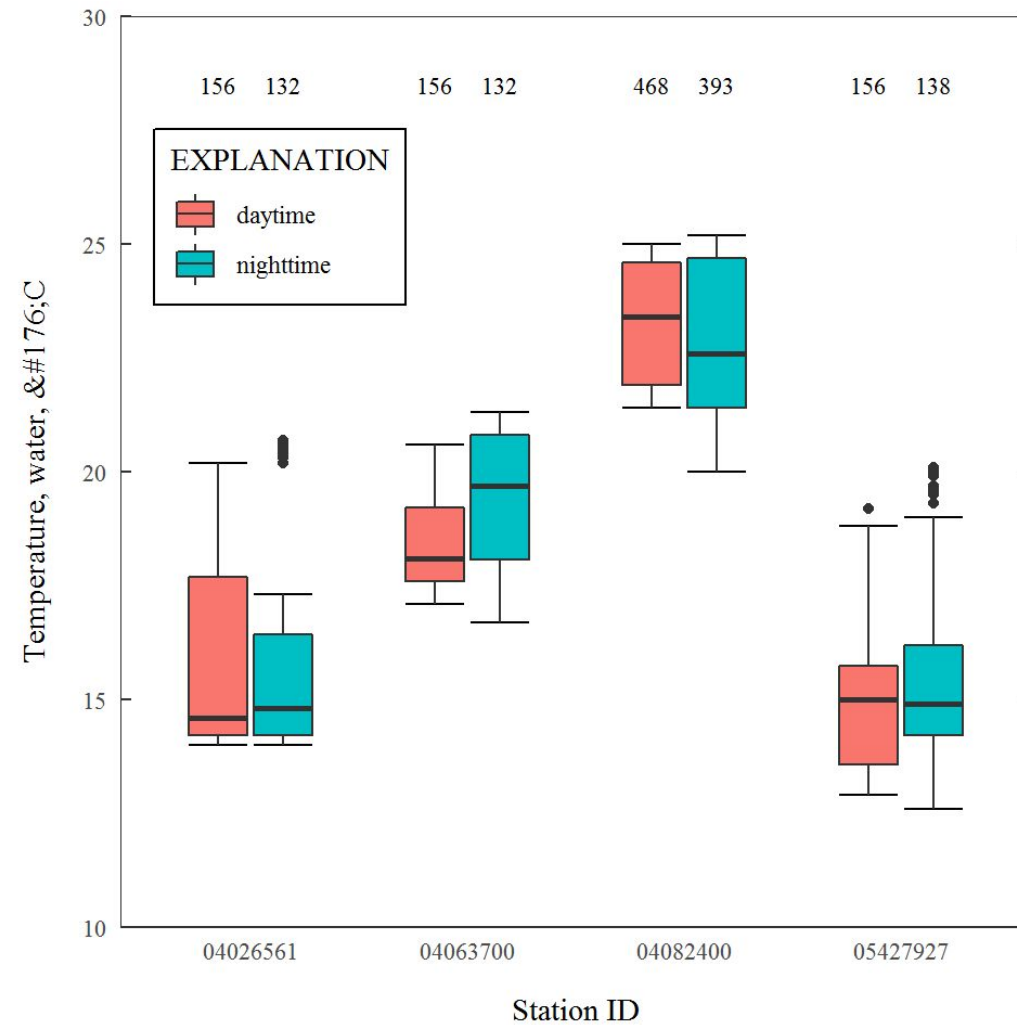 30
156 132 156 132 468 393 156 138
EXPLANATION
daytime
nighttime
25
20
15
10
Temperature, water, &#176;C
04026561 04063700 04082400 05427927
Station ID